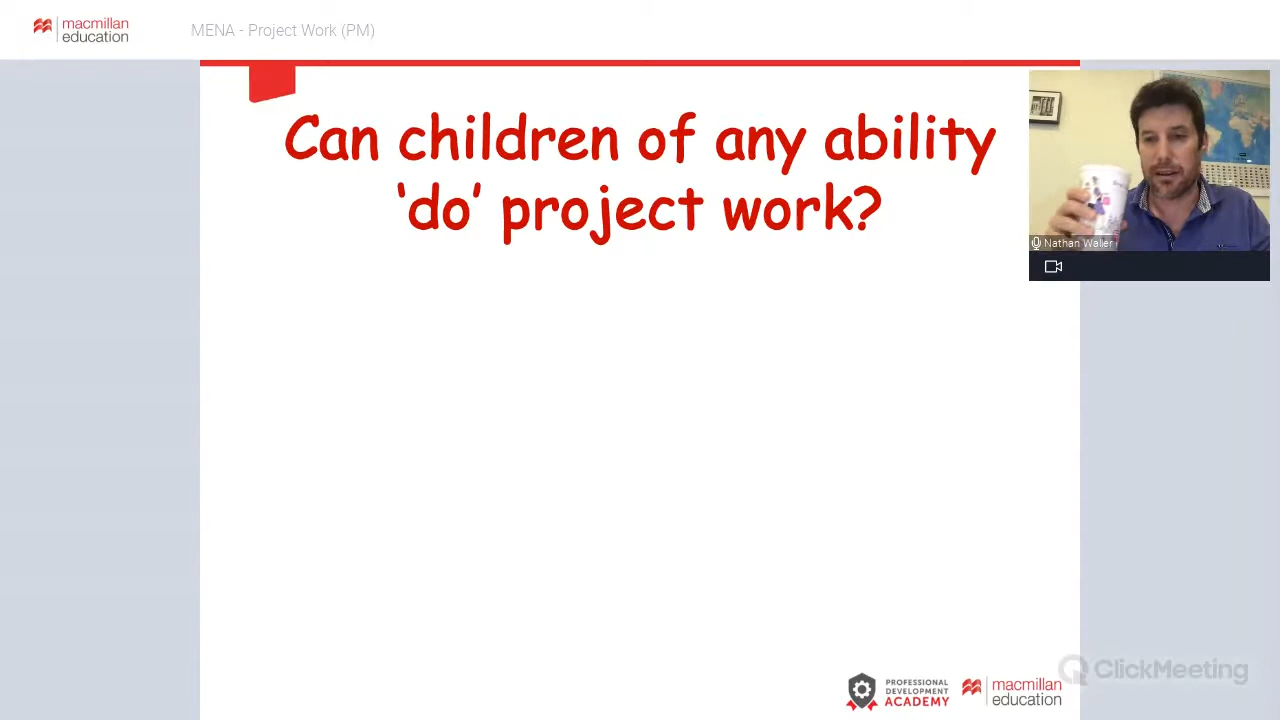 macmillan
education
MENA - Project Work (PM)
Can children of any ability
‘do’ project work?
Nathan Waller
PROFESSIONAL
DEVELOPMENT
ACADEMY
macmillan
education
ClickMeeting